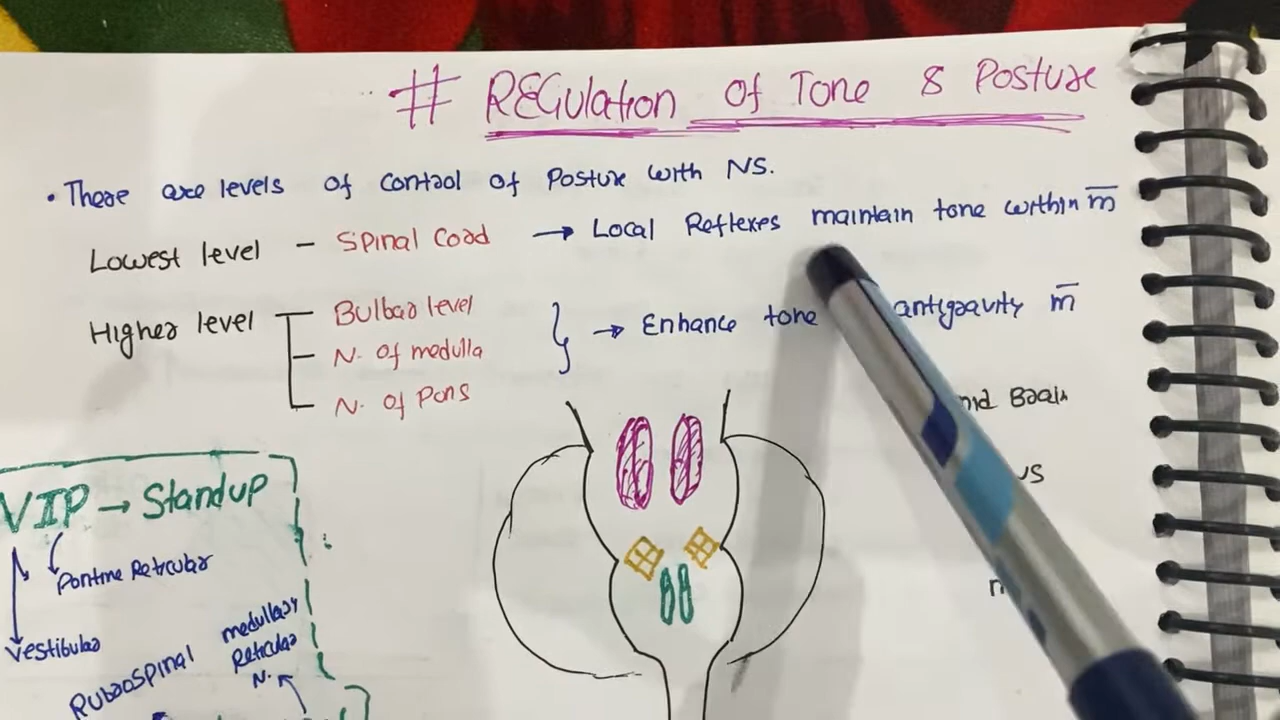 # REGulation of Tone & Posture
• There are levels of control of Posture with NS.
Lowest level – Spinal Cord → Local Reflexes maintain tone within m̅
Higher level
Bulbar level
N. of medulla
N. of Pons
→ Enhance tone antigravity m̅
mid Brain
VIP → Standup
Pontine Reticular
Vestibular
Rubrospinal
medullary
Reticular
N.